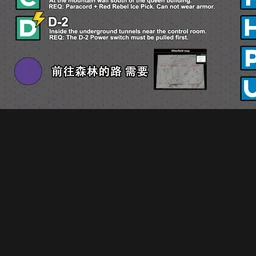 At the mountain wall south of the queen building.
REQ: Paracord + Red Rebel Ice Pick. Can not wear armor.
D
D-2
Inside the underground tunnels near the control room.
REQ: The D-2 Power switch must be pulled first.
前往森林的路 需要
H
P
U